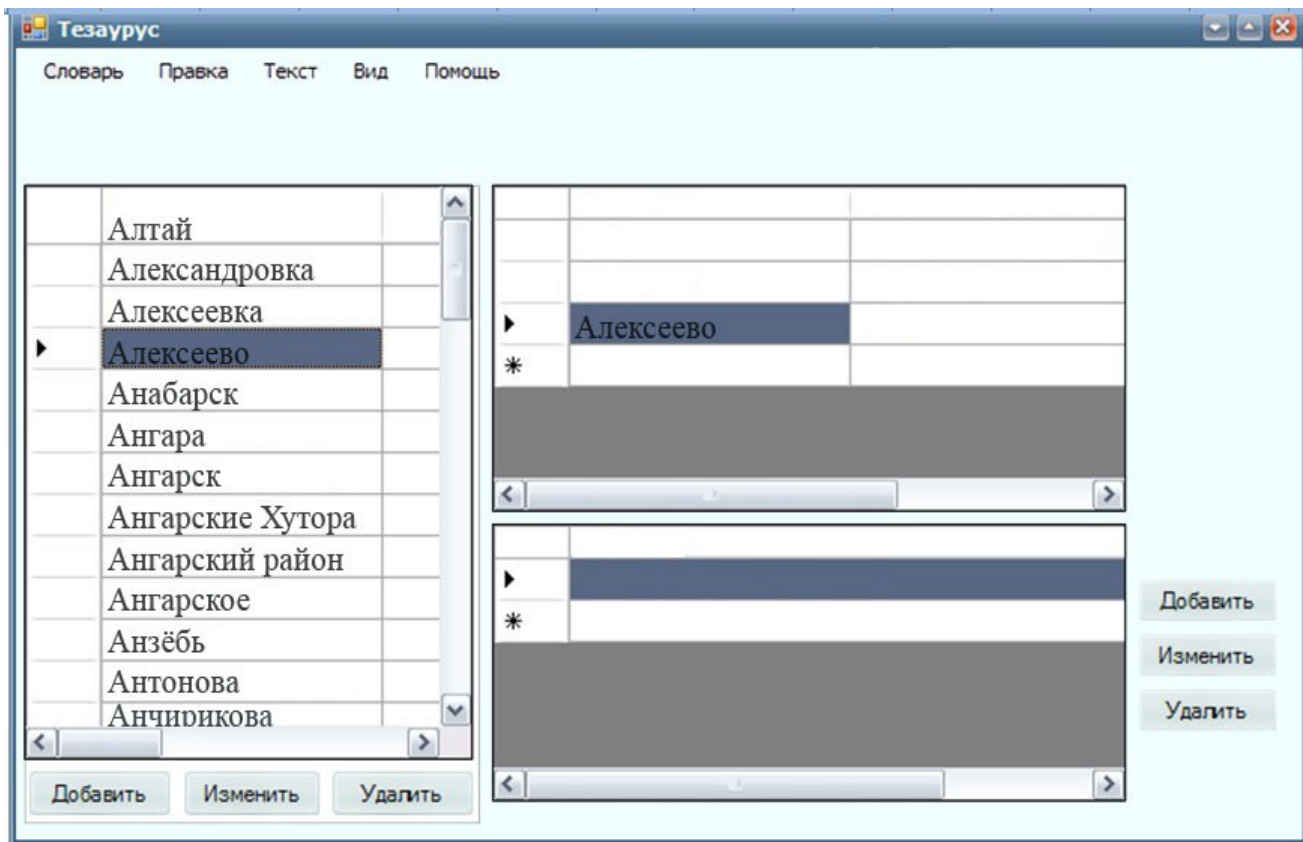 Тезаурус
Словарь Правка Текст Вид Помощь
Алтай
Александровка
Алексеевка
Алексеево
Анабарск
Ангара
Ангарск
Ангарские Хутора
Ангарский район
Ангарское
Анзёбь
Антонова
Анчирикова
Добавить Изменить Удалить
Алексеево
Добавить
Изменить
Удалить